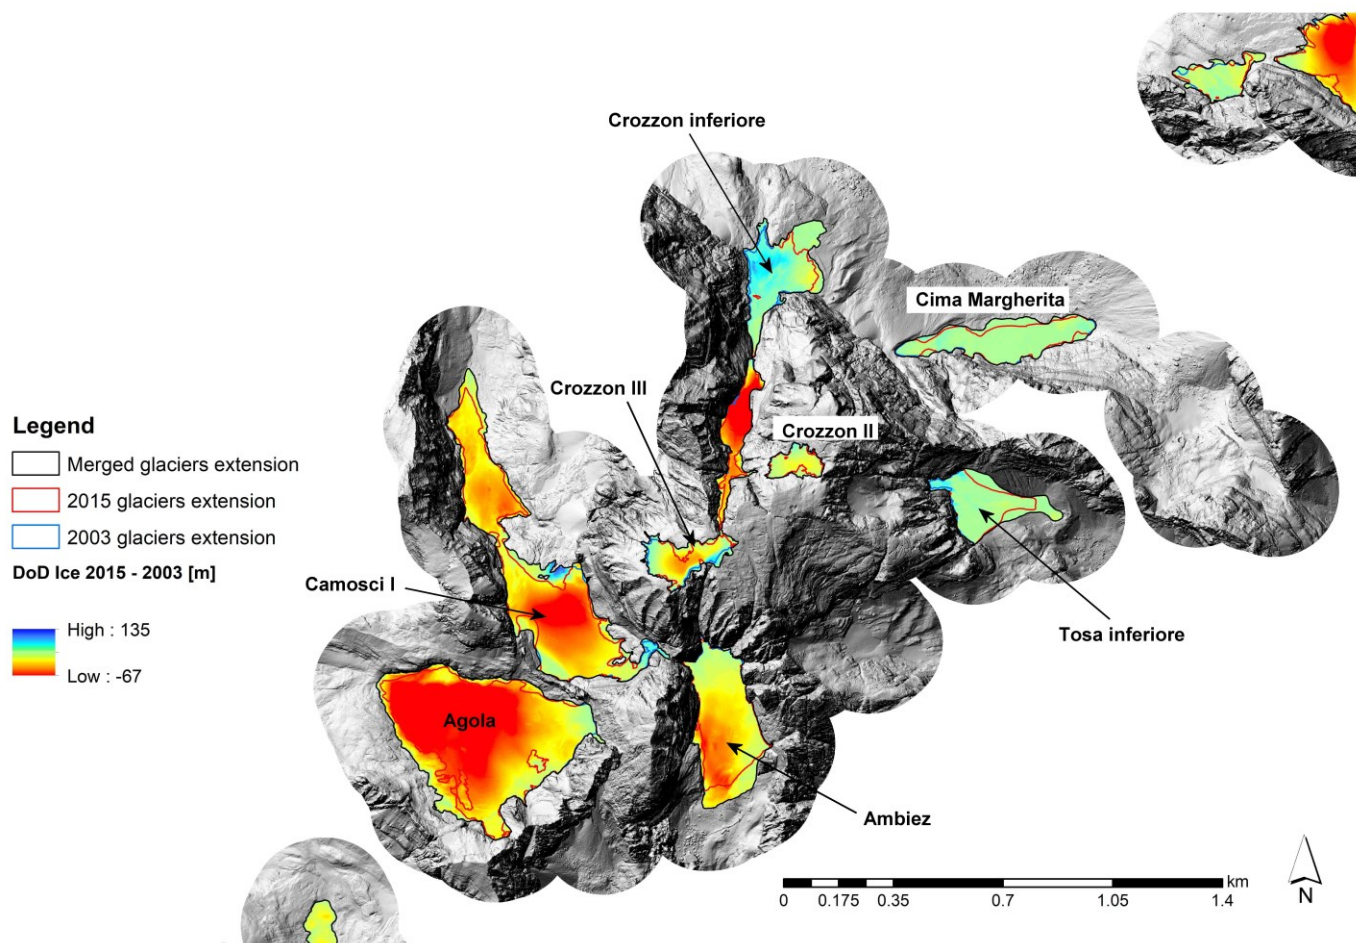 Crozzon inferiore
Cima Margherita
Crozzon III
Crozzon II
Legend
Merged glaciers extension
2015 glaciers extension
2003 glaciers extension
DoD Ice 2015 - 2003 [m]
High : 135
Low : -67
Camosci I
Tosa inferiore
Agola
Ambiez
km
0 0.175 0.35 0.7 1.05 1.4
N